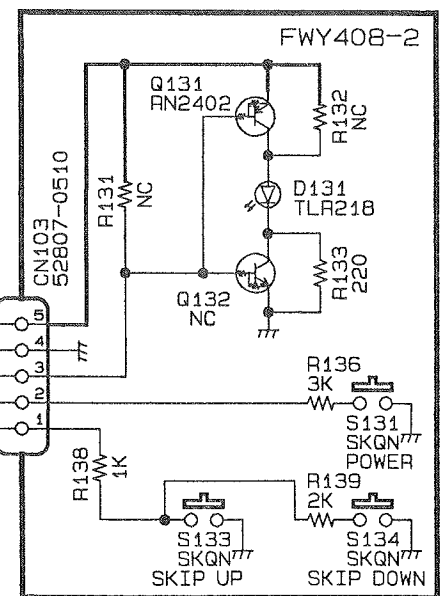 FWY408-2
Q131
RN2402
R132
NC
R131
NC
D131
TLR218
CN103
52807-0510
Q132
NC
R133
220
5
4
3
2
1
R136
3K
S131
SKQN
POWER
R138
1K
R139
2K
S133
SKQN
SKIP UP
S134
SKQN
SKIP DOWN